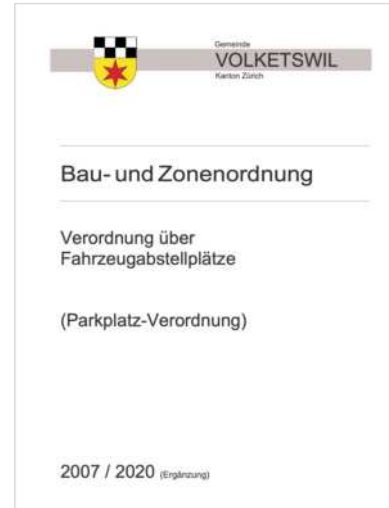 Gemeinde
VOLKETSWIL
Kanton Zürich
Bau- und Zonenordnung
Verordnung über
Fahrzeugabstellplätze
(Parkplatz-Verordnung)
2007 / 2020 (Ergänzung)